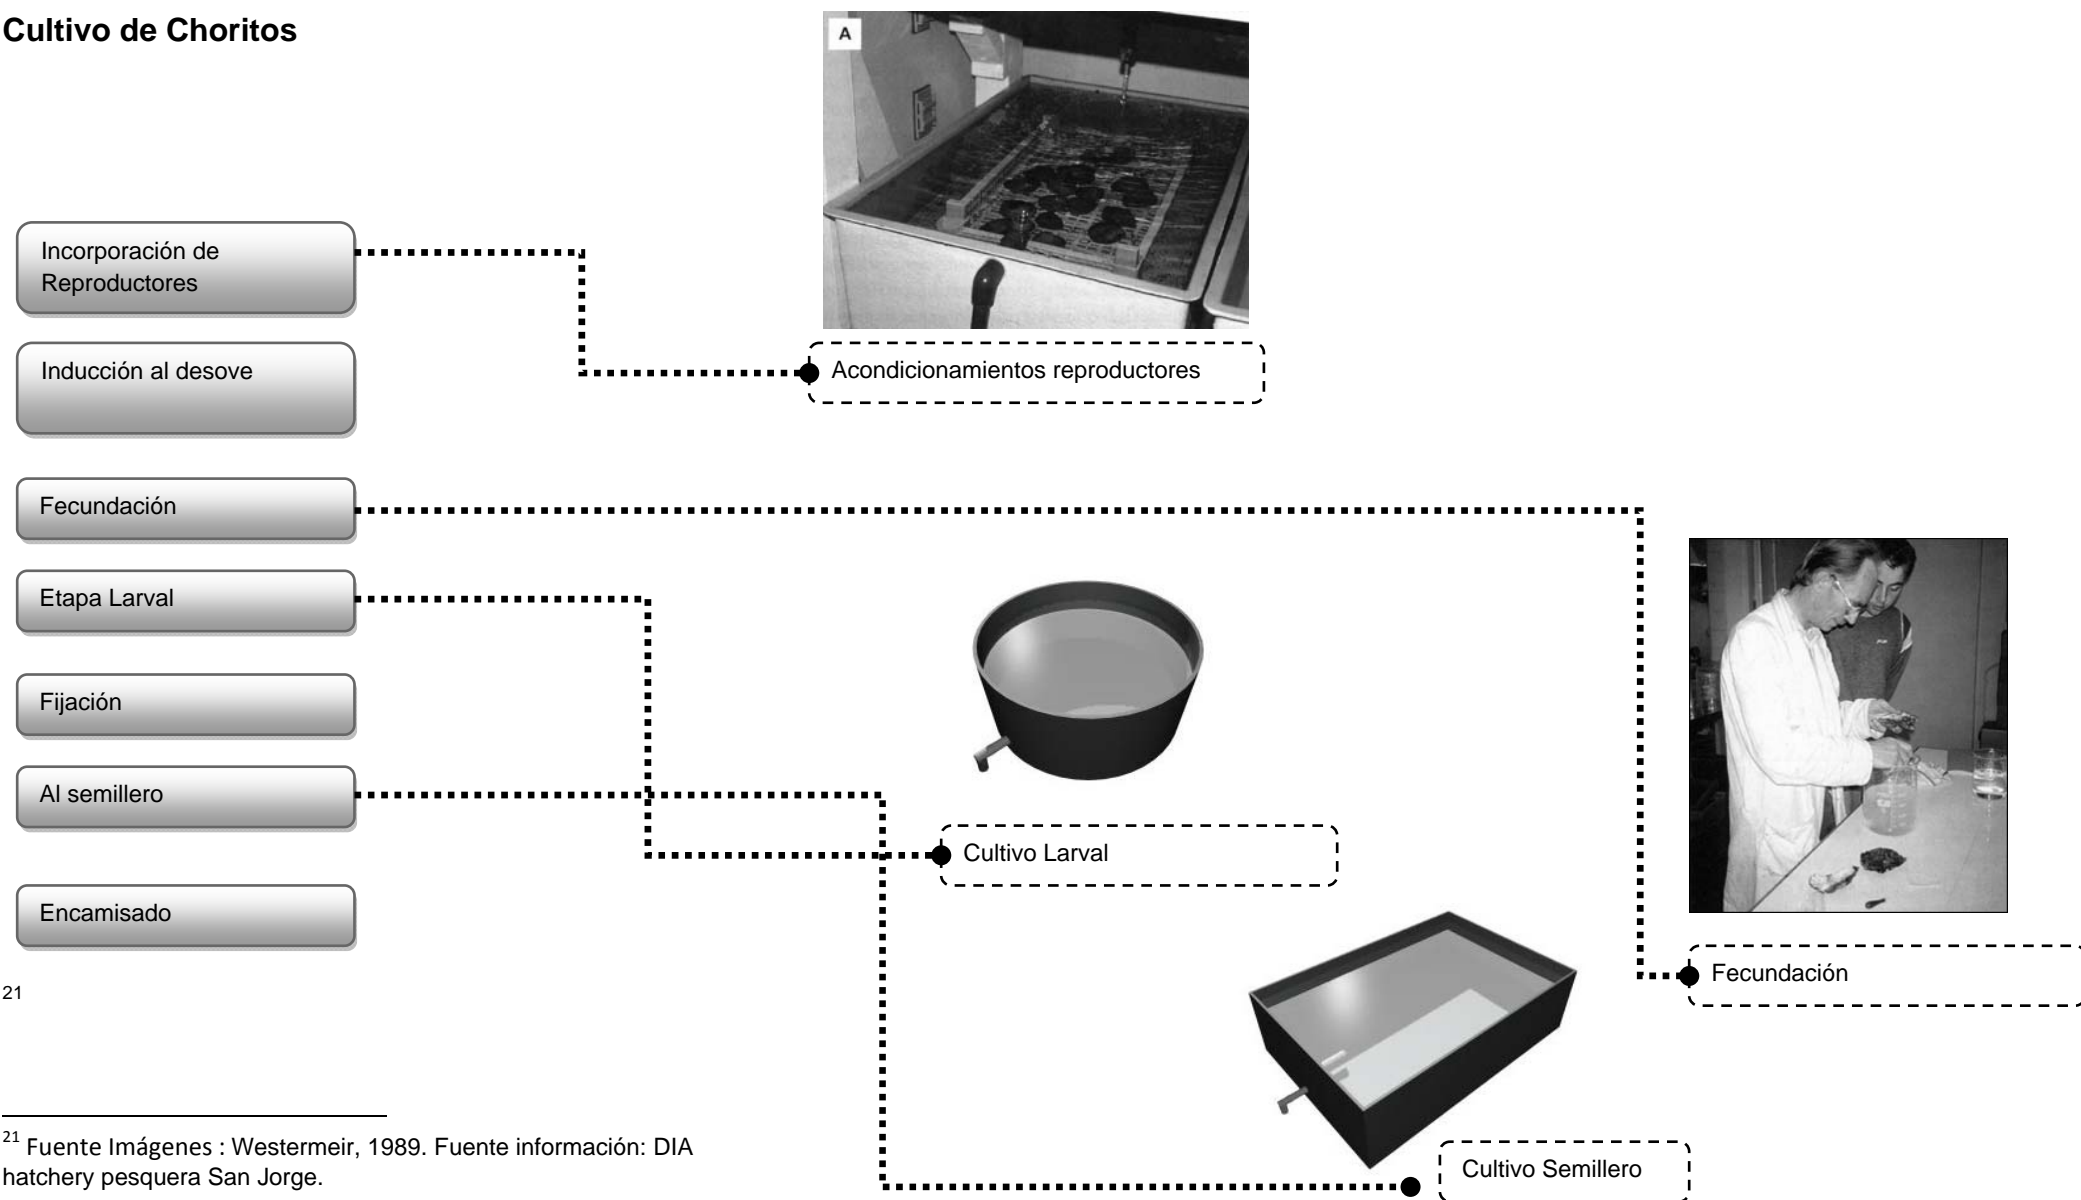 Cultivo de Choritos
A
Incorporación de
Reproductores
Inducción al desove
Acondicionamientos reproductores
Fecundación
Etapa Larval
Fijación
Al semillero
Cultivo Larval
Encamisado
Fecundación
21
Cultivo Semillero
21 Fuente Imágenes : Westermeir, 1989. Fuente información: DIA
hatchery pesquera San Jorge.